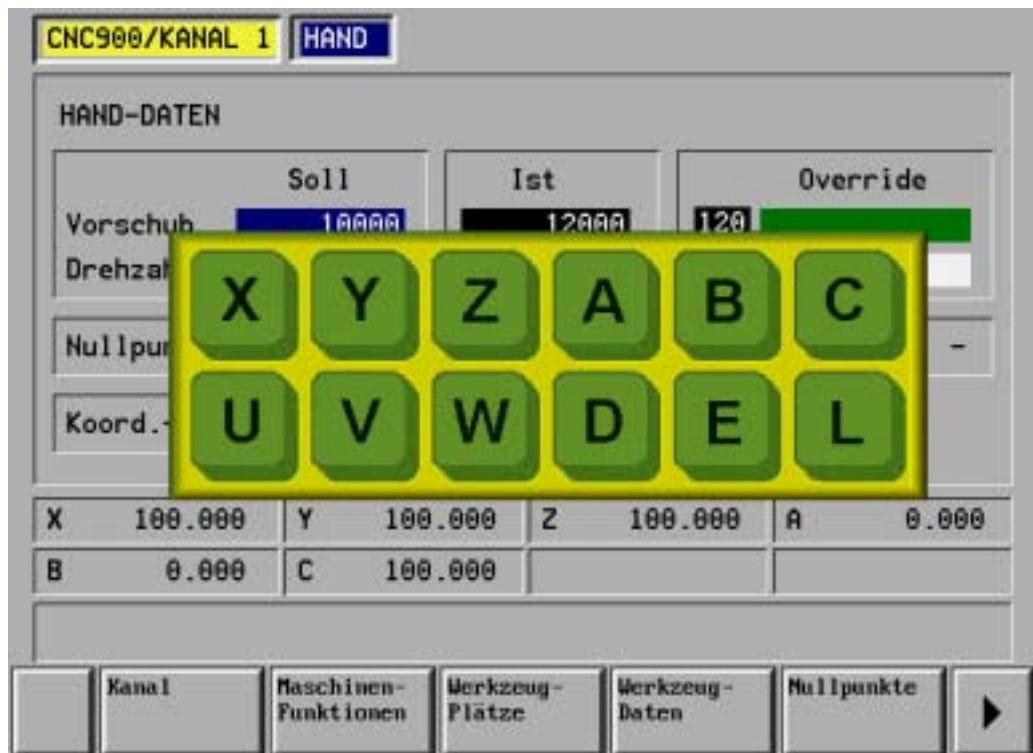 CNC900/KANAL 1 HAND
HAND-DATEN
Soll Ist Override
Vorschub 10000 12000 120
X Y Z A B C
U V W D E L
X 100.000 Y 100.000 Z 100.000 A 0.000
B 0.000 C 100.000
Kanal Maschinen-Funktionen Werkzeug-Plätze Werkzeug-Daten Nullpunkte